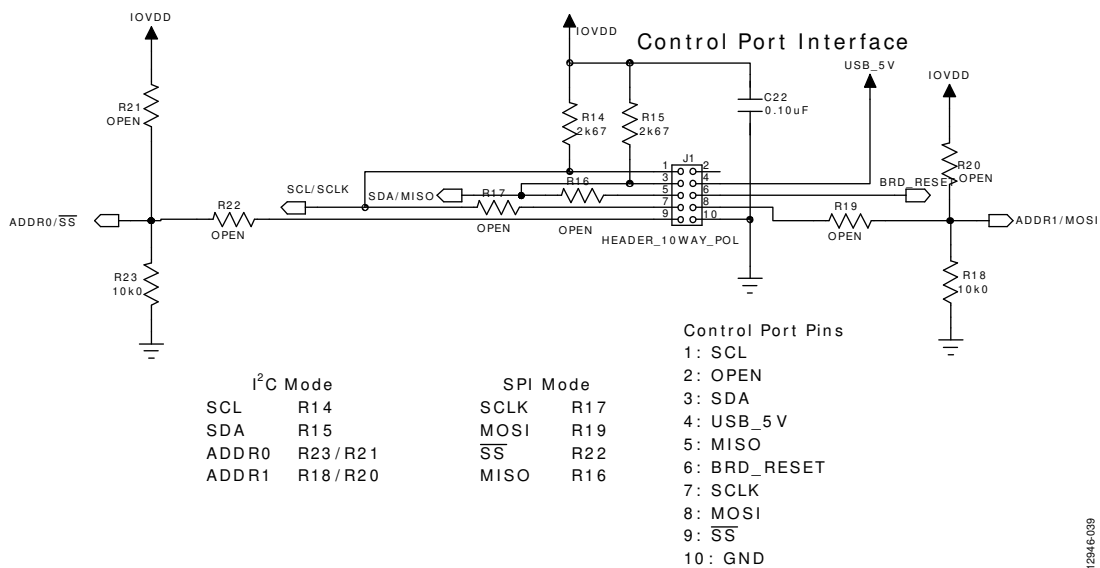 IOVDD
IOVDD
Control Port Interface
USB_5V
IOVDD
R21
OPEN
R14
2k67
R15
2k67
C22
0.10uF
J1
R20
OPEN
1
2
3
4
5
6
7
8
9
10
SCL/SCLK
SDA/MISO
R17
R16
BRD_RESET
ADDR0/S̅S̅
R22
OPEN
OPEN
OPEN
HEADER_10WAY_POL
R19
OPEN
ADDR1/MOSI
R23
10k0
R18
10k0
Control Port Pins
1: SCL
2: OPEN
3: SDA
4: USB_5V
5: MISO
6: BRD_RESET
7: SCLK
8: MOSI
9: S̅S̅
10: GND
I²C Mode
SCL R14
SDA R15
ADDR0 R23/R21
ADDR1 R18/R20
SPI Mode
SCLK R17
MOSI R19
S̅S̅ R22
MISO R16
12946-039